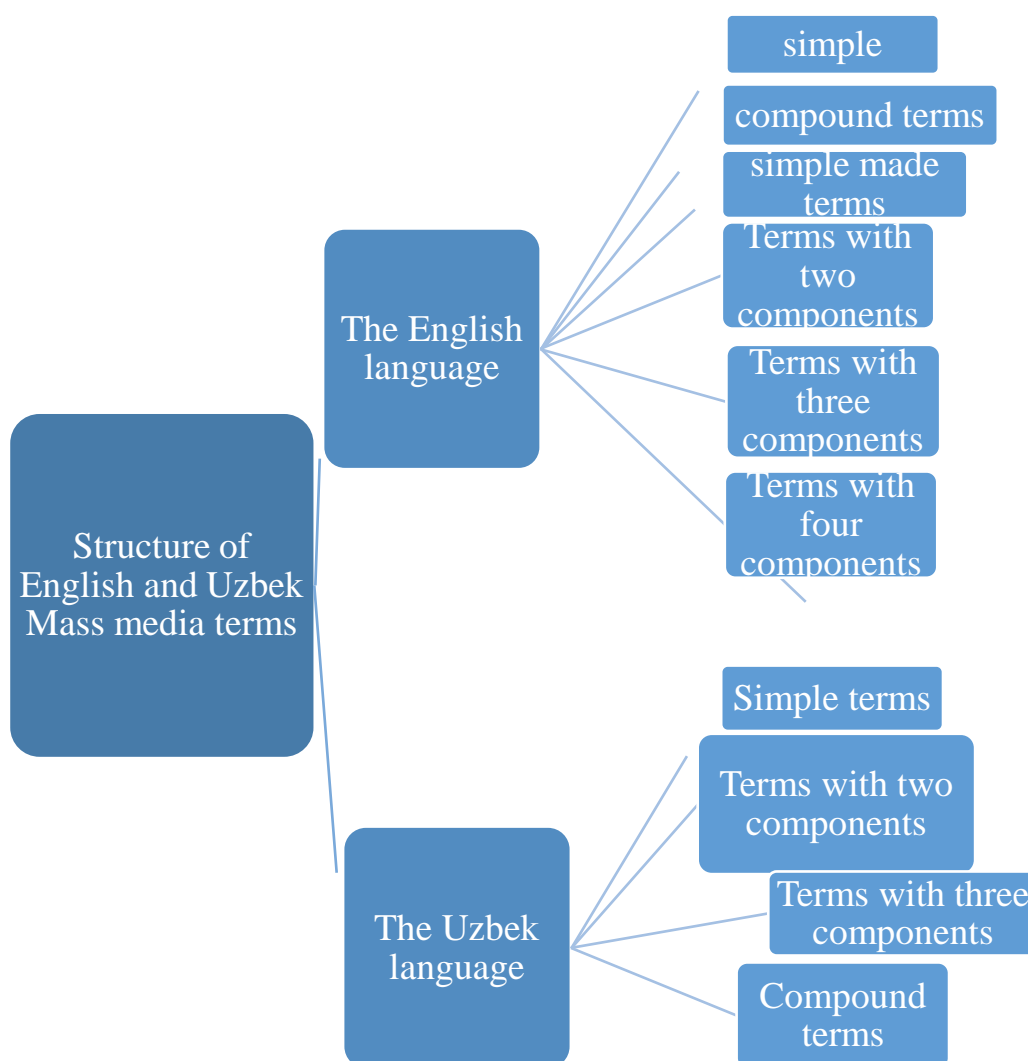 Structure of
English and Uzbek
Mass media terms
The English
language
simple
compound terms
simple made
terms
Terms with
two
components
Terms with
three
components
Terms with
four
components
The Uzbek
language
Simple terms
Terms with two
components
Terms with three
components
Compound
terms